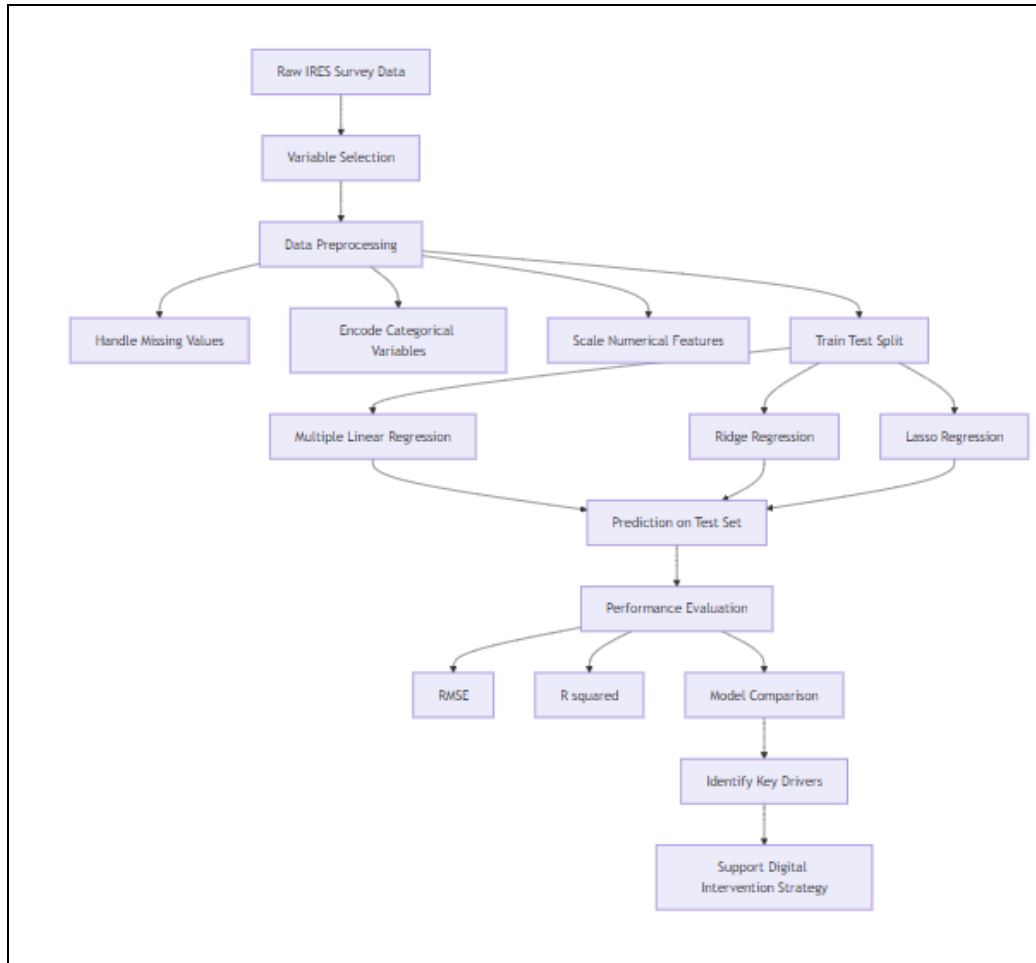 Raw IRES Survey Data
Variable Selection
Data Preprocessing
Handle Missing Values
Encode Categorical
Variables
Scale Numerical Features
Train Test Split
Multiple Linear Regression
Ridge Regression
Lasso Regression
Prediction on Test Set
Performance Evaluation
RMSE
R squared
Model Comparison
Identify Key Drivers
Support Digital
Intervention Strategy